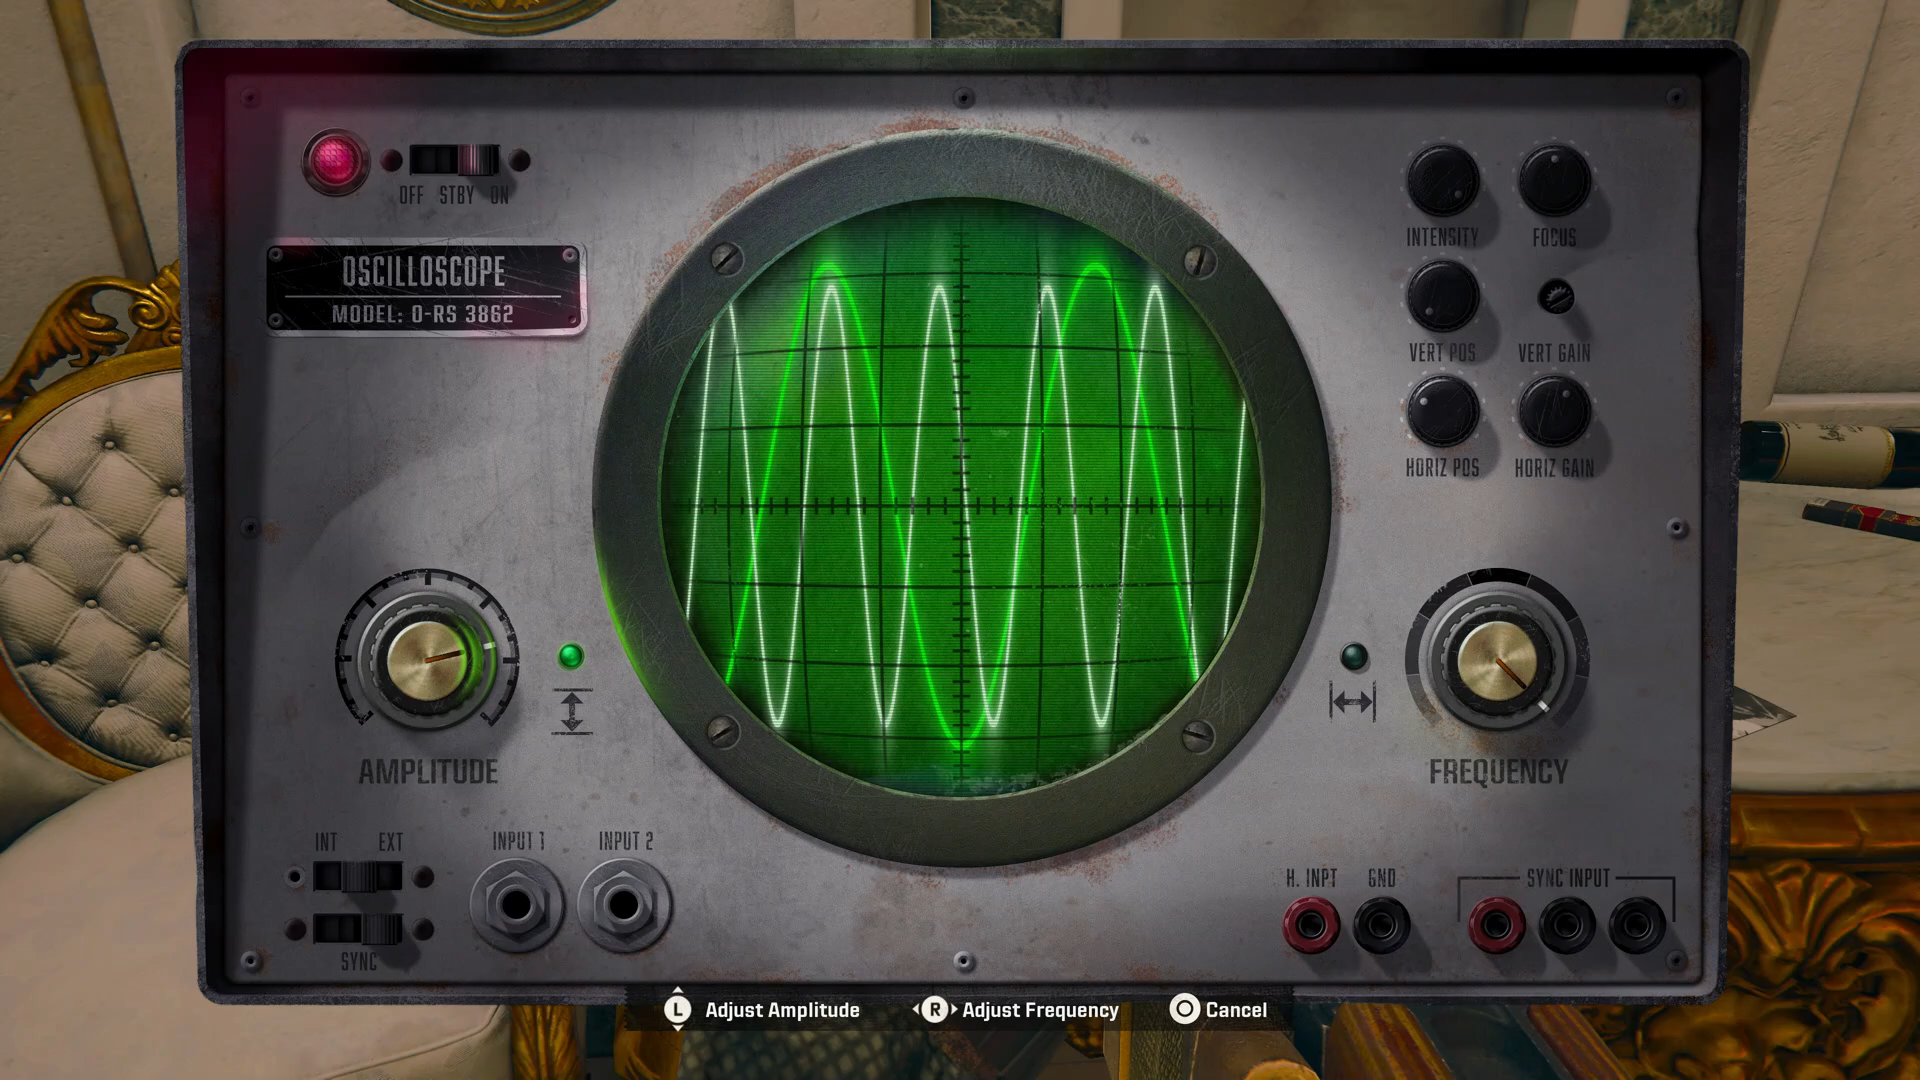 OFF STBY ON
OSCILLOSCOPE
MODEL: O-RS 3862
INTENSITY FOCUS
VERT POS VERT GAIN
HORIZ POS HORIZ GAIN
AMPLITUDE
FREQUENCY
INT EXT
INPUT 1 INPUT 2
SYNC
H. INPT GND
SYNC INPUT
L Adjust Amplitude R Adjust Frequency Cancel